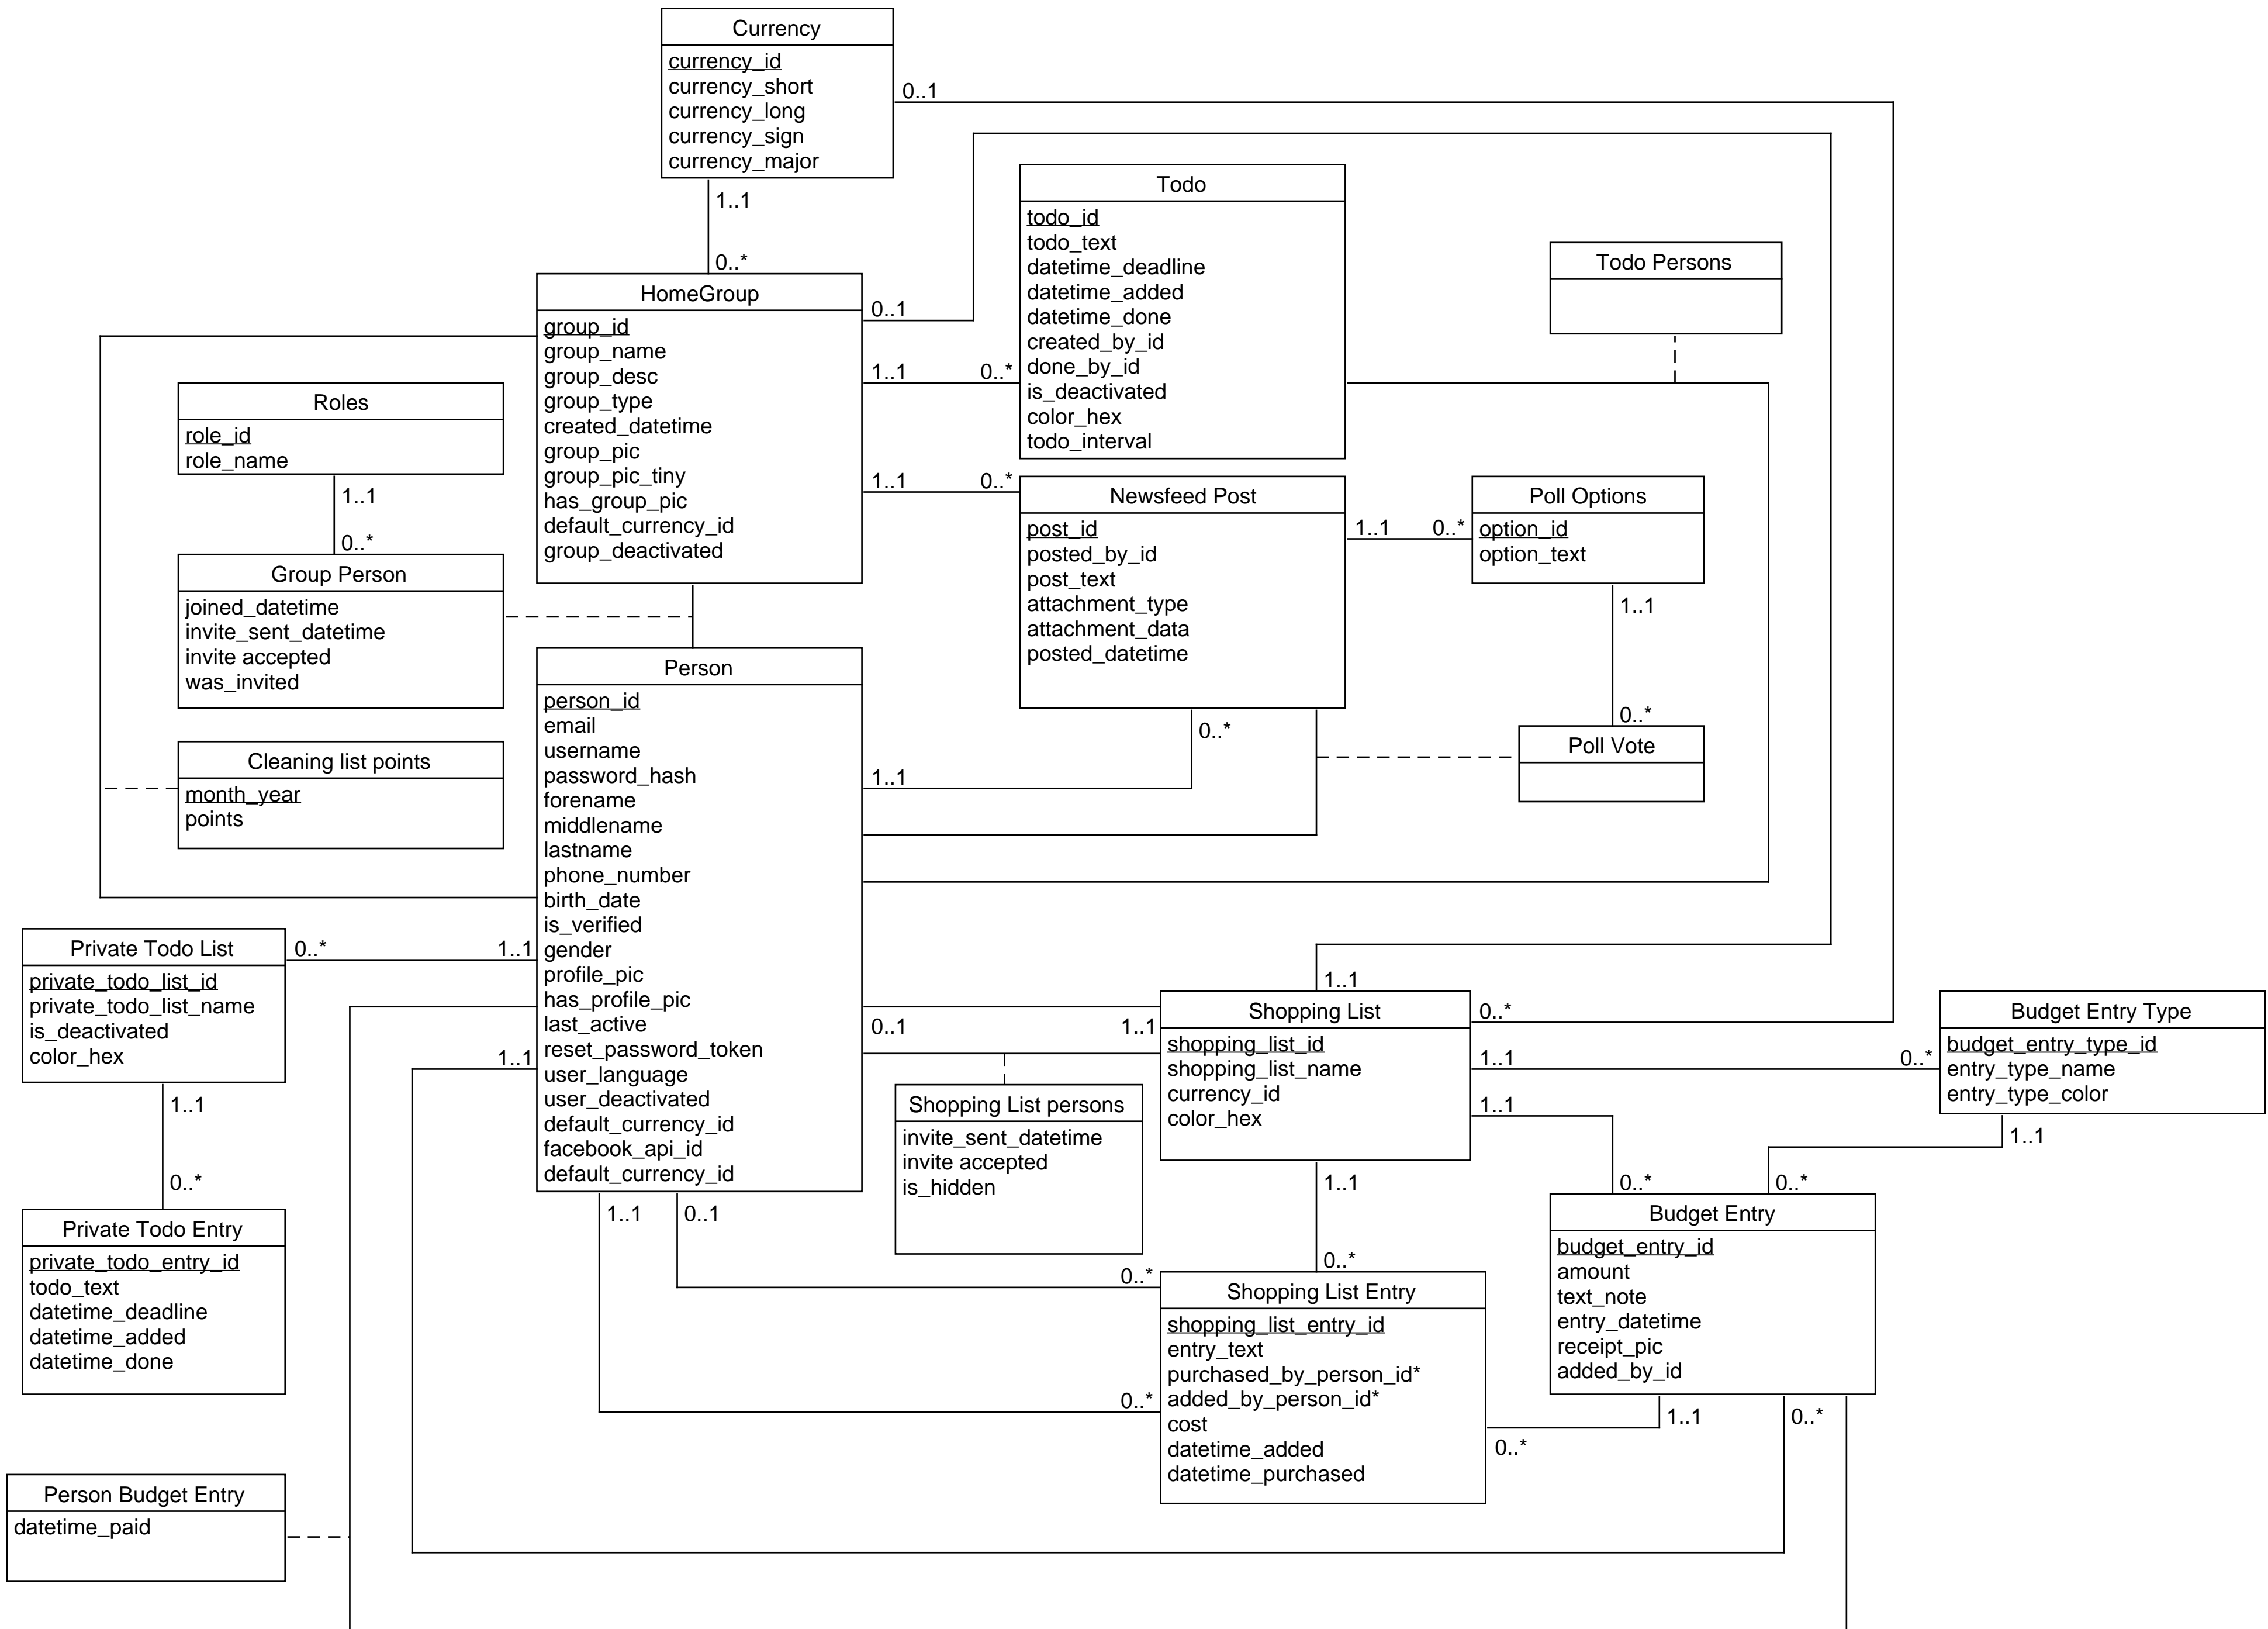 Currency
currency_id
currency_short
currency_long
currency_sign
currency_major
0..1
1..1
0..*
Todo
todo_id
todo_text
datetime_deadline
datetime_added
datetime_done
created_by_id
done_by_id
is_deactivated
color_hex
todo_interval
Todo Persons
HomeGroup
group_id
group_name
group_desc
group_type
created_datetime
group_pic
group_pic_tiny
has_group_pic
default_currency_id
group_deactivated
0..1
1..1 0..*
1..1 0..*
Roles
role_id
role_name
1..1
0..*
Group Person
joined_datetime
invite_sent_datetime
invite accepted
was_invited
Newsfeed Post
post_id
posted_by_id
post_text
attachment_type
attachment_data
posted_datetime
1..1 0..*
Poll Options
option_id
option_text
1..1
0..*
Poll Vote
0..*
1..1
Cleaning list points
month_year
points
Person
person_id
email
username
password_hash
forename
middlename
lastname
phone_number
birth_date
is_verified
gender
profile_pic
has_profile_pic
last_active
reset_password_token
user_language
user_deactivated
default_currency_id
facebook_api_id
default_currency_id
Private Todo List
private_todo_list_id
private_todo_list_name
is_deactivated
color_hex
0..* 1..1
1..1
1..1
0..*
Private Todo Entry
private_todo_entry_id
todo_text
datetime_deadline
datetime_added
datetime_done
0..1 1..1
1..1
Shopping List
shopping_list_id
shopping_list_name
currency_id
color_hex
0..*
1..1 0..*
1..1
Budget Entry Type
budget_entry_type_id
entry_type_name
entry_type_color
1..1
Shopping List persons
invite_sent_datetime
invite accepted
is_hidden
1..1
0..*
0..* 0..*
Budget Entry
budget_entry_id
amount
text_note
entry_datetime
receipt_pic
added_by_id
1..1 0..1
0..*
0..*
Shopping List Entry
shopping_list_entry_id
entry_text
purchased_by_person_id*
added_by_person_id*
cost
datetime_added
datetime_purchased
1..1 0..*
0..*
Person Budget Entry
datetime_paid